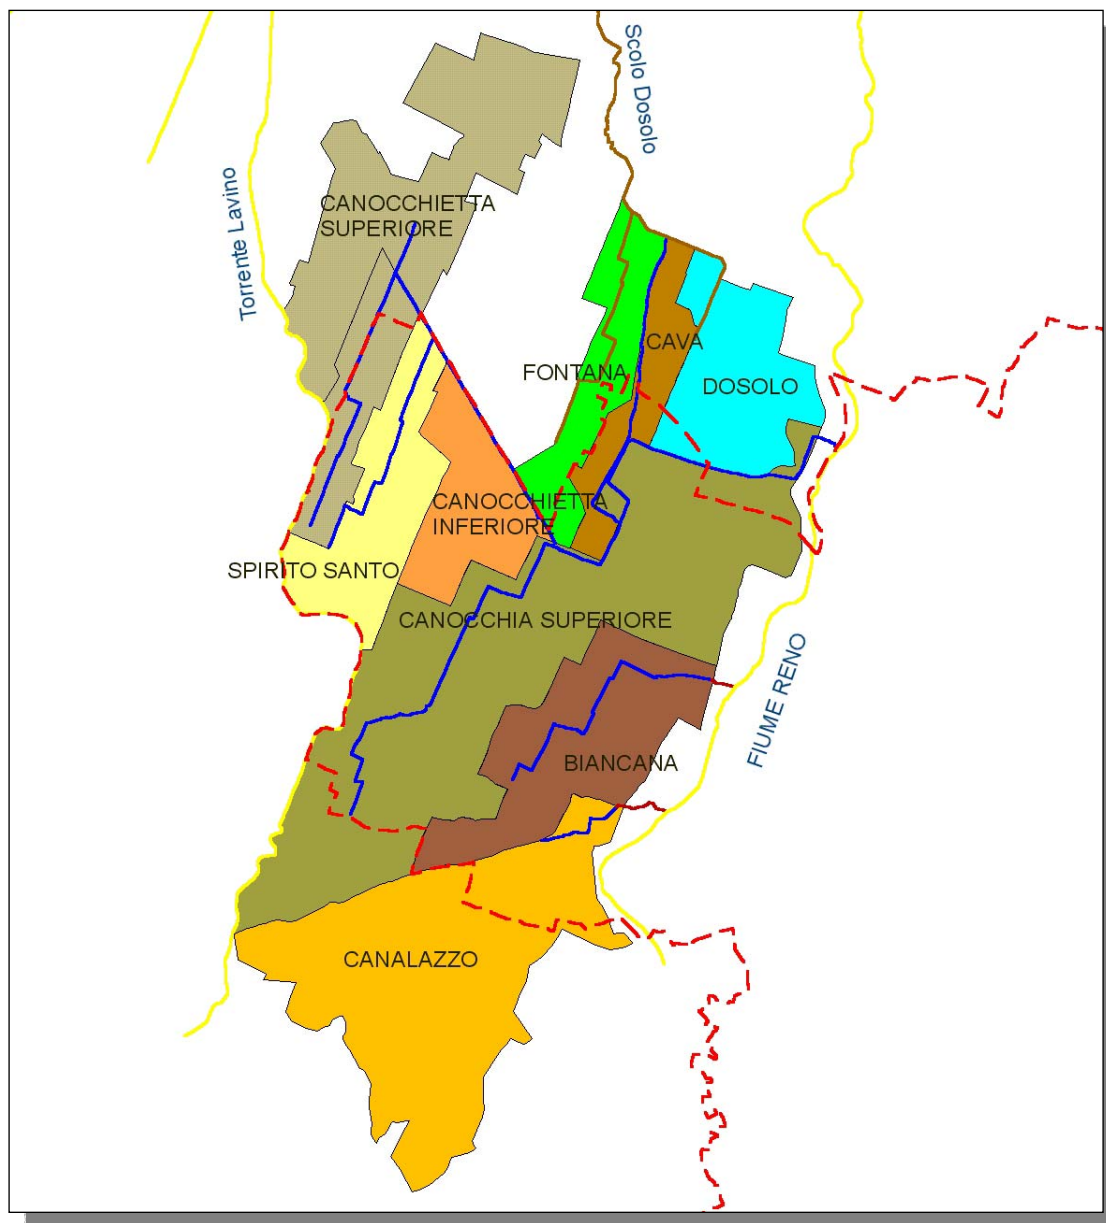 Scolo Dosolo
Torrente Lavino
CANOCCHIETTA
SUPERIORE
CAVA
FONTANA
DOSOLO
CANOCCHIETTA
INFERIORE
SPIRITO SANTO
CANOCCHIA SUPERIORE
FIUME RENO
BIANCANA
CANALAZZO